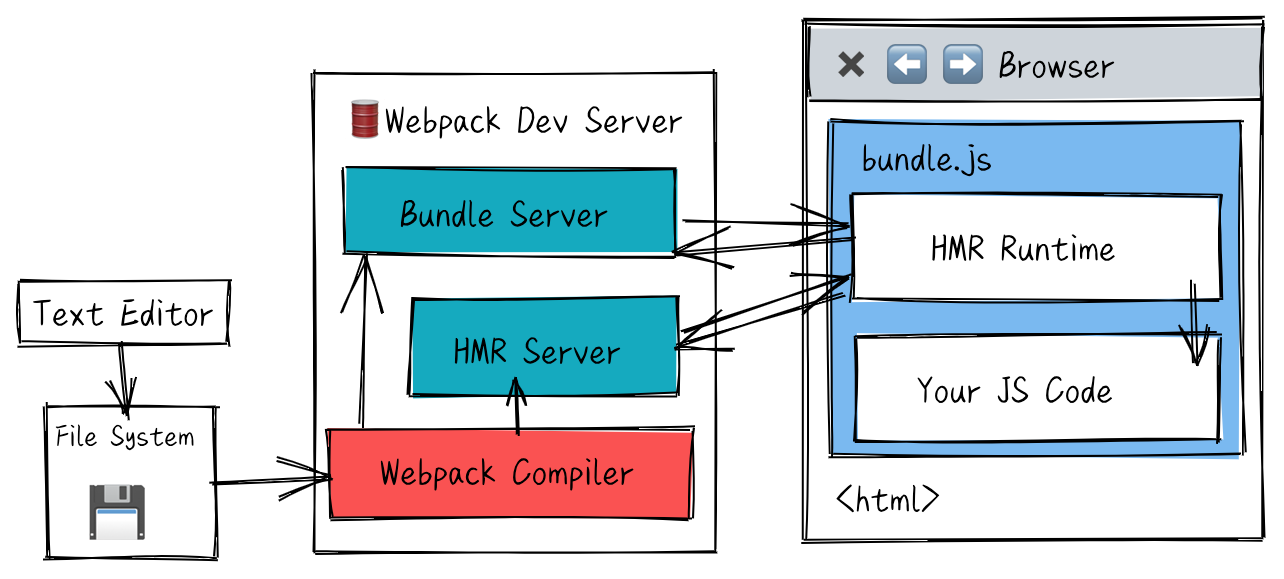 Browser
Webpack Dev Server
bundle.js
Bundle Server
HMR Runtime
Text Editor
HMR Server
Your JS Code
File System
Webpack Compiler
<html>